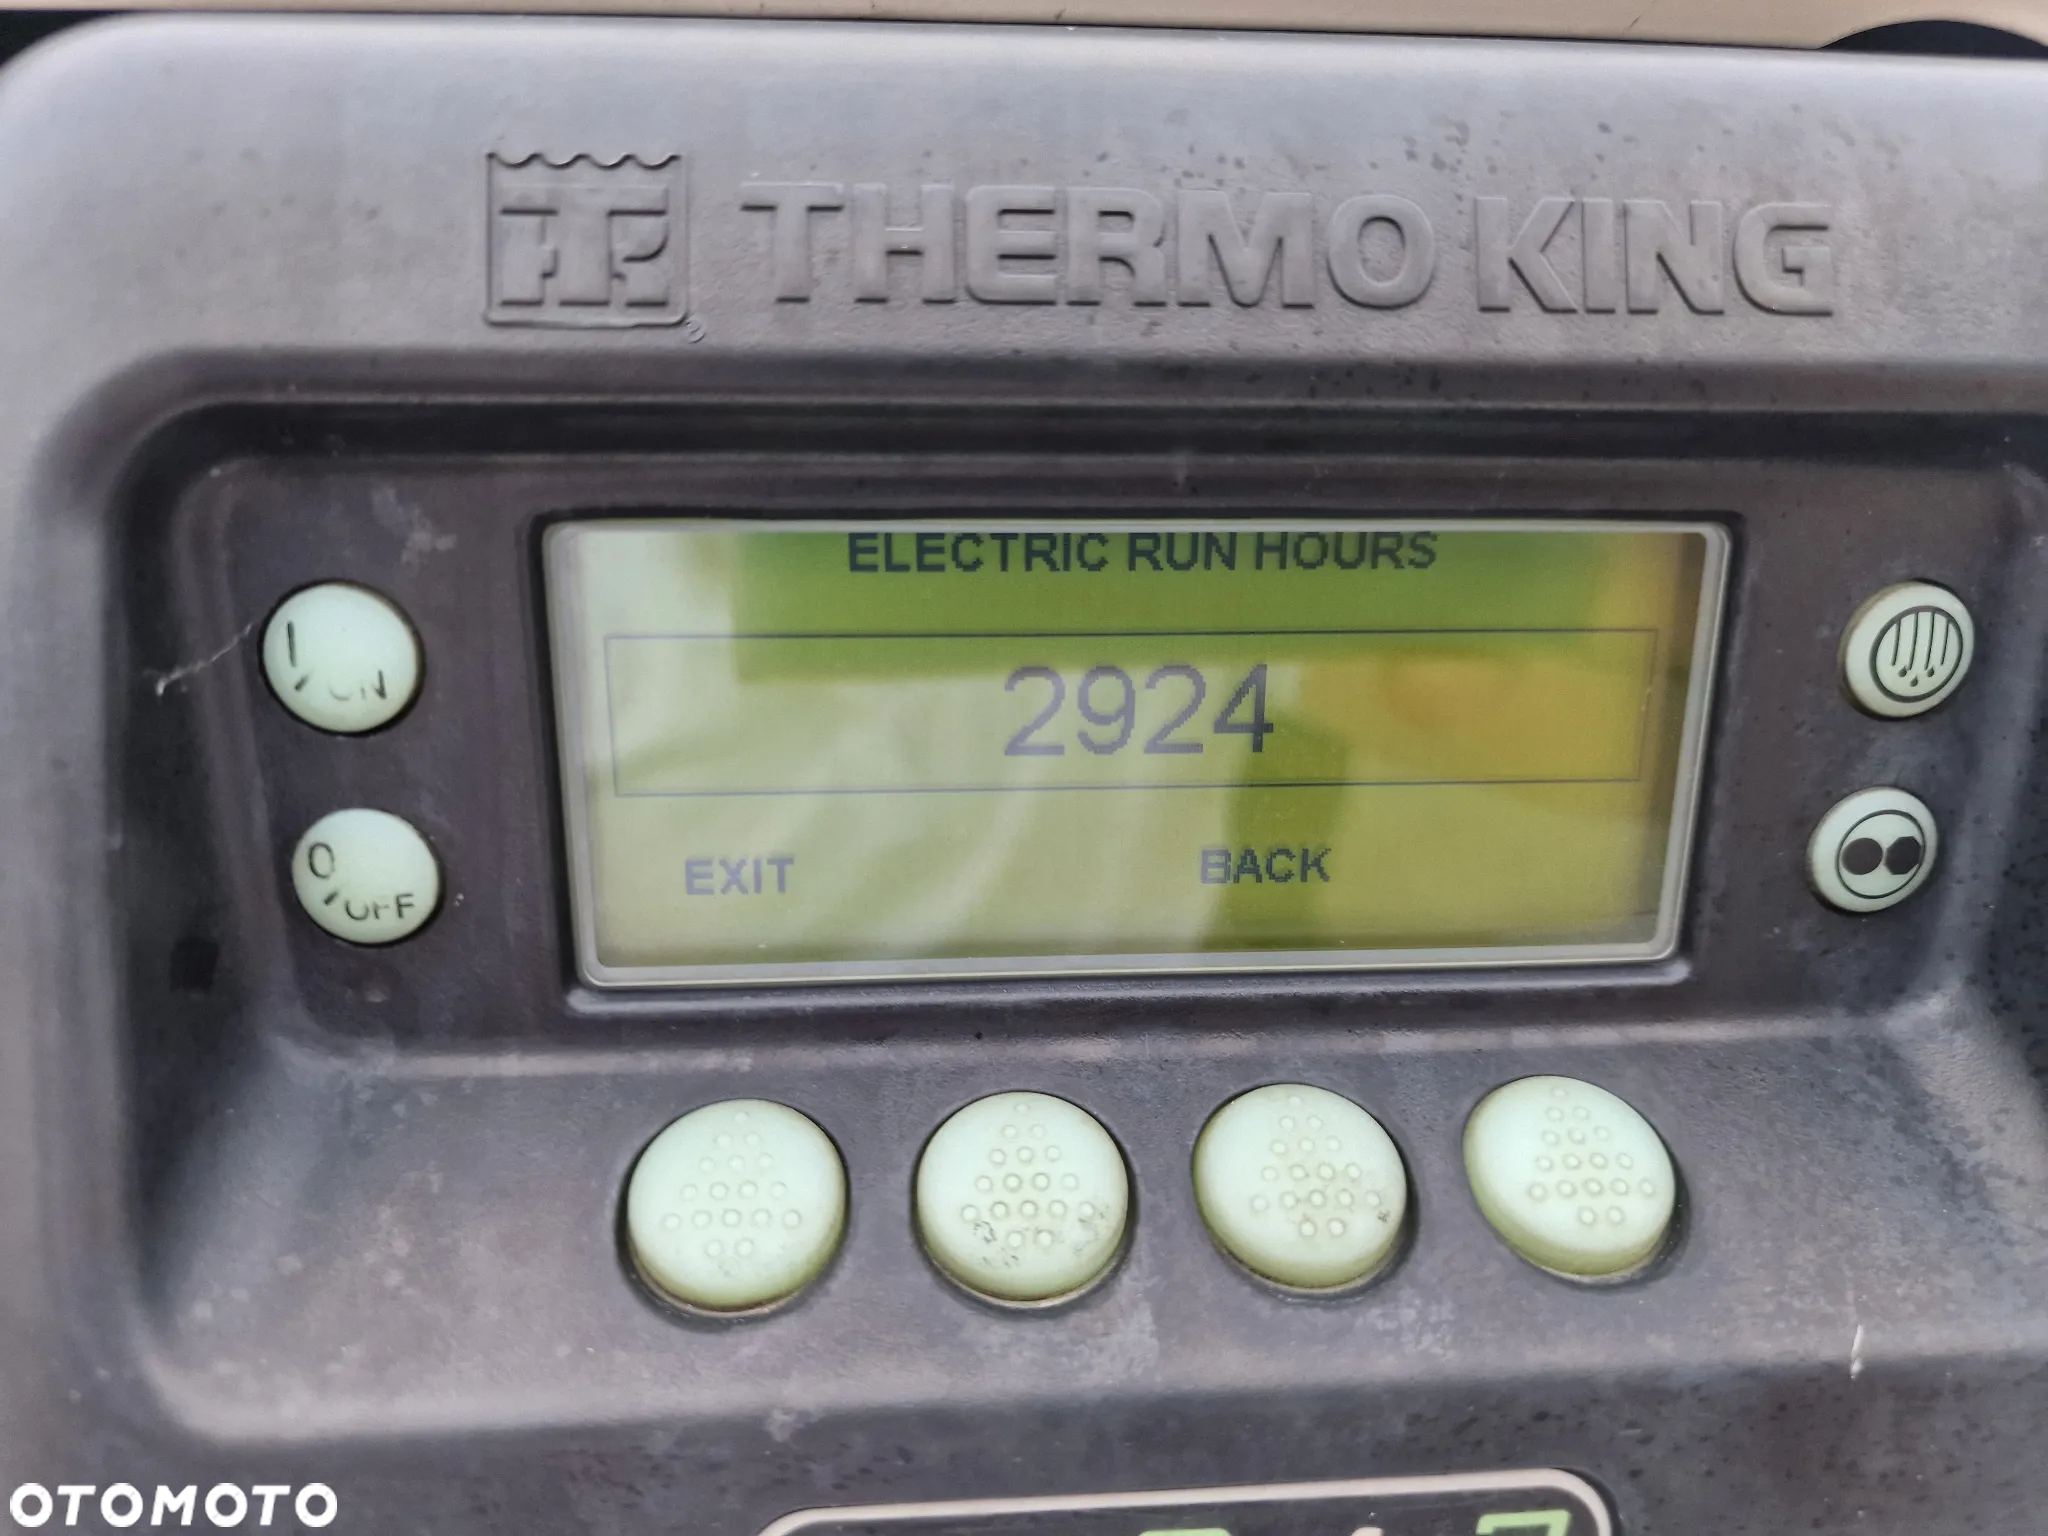 THERMO KING
ELECTRIC RUN HOURS
I/ON
2924
O/OFF
EXIT BACK
OTOMOTO